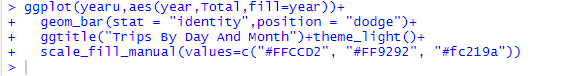 > ggplot(yearu,aes(year,Total,fill=year))+
+   geom_bar(stat = "identity",position = "dodge")+
+   ggtitle("Trips By Day And Month")+theme_light()+
+   scale_fill_manual(values=c("#FFCCD2", "#FF9292", "#fc219a"))
>